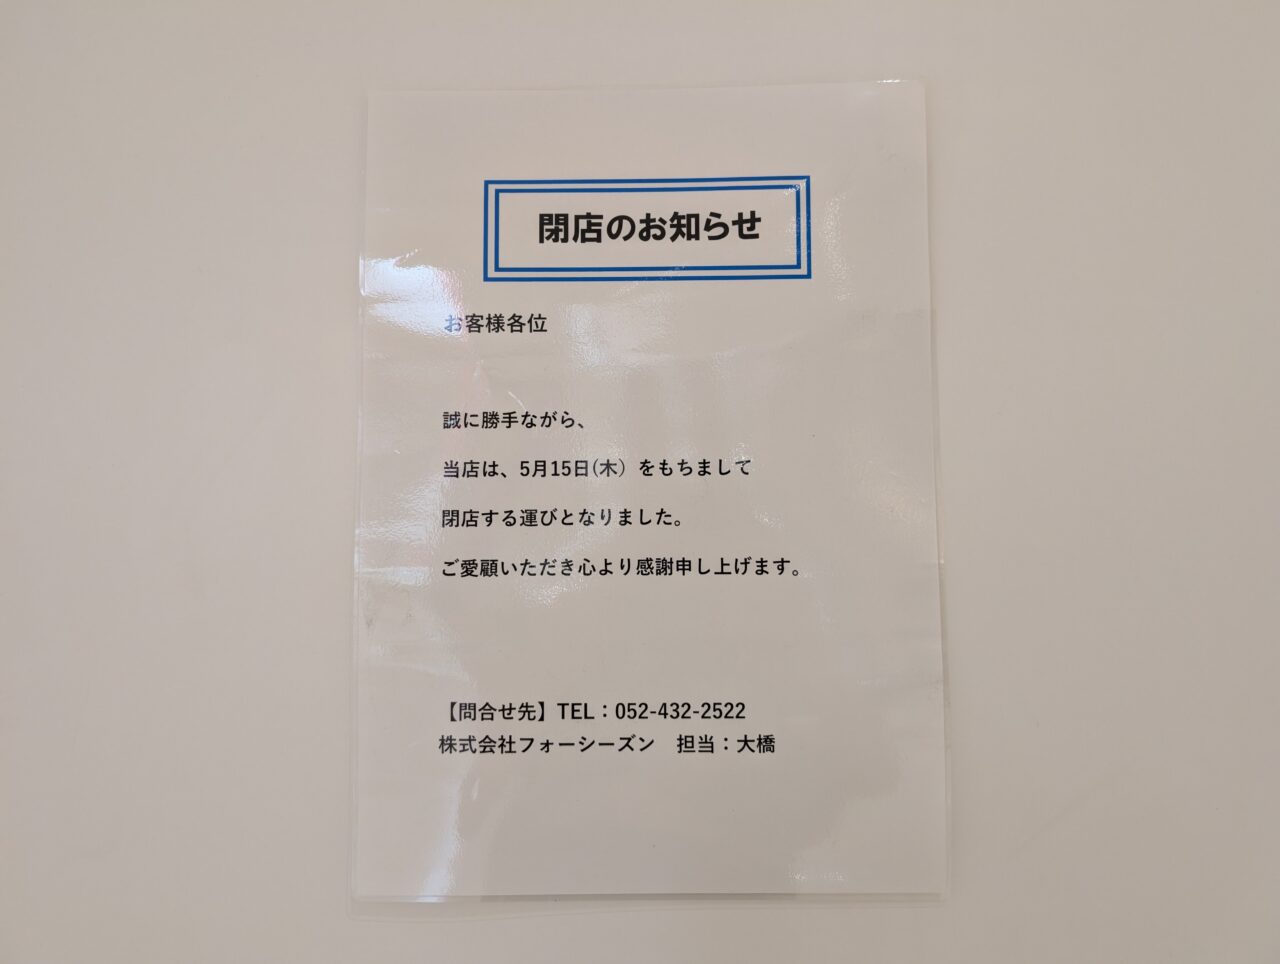 閉店のお知らせ
お客様各位
誠に勝手ながら、
当店は、5月15日(木）をもちまして
閉店する運びとなりました。
ご愛顧いただき心より感謝申し上げます。
【問合せ先】TEL：052-432-2522
株式会社フォーシーズン　担当：大橋